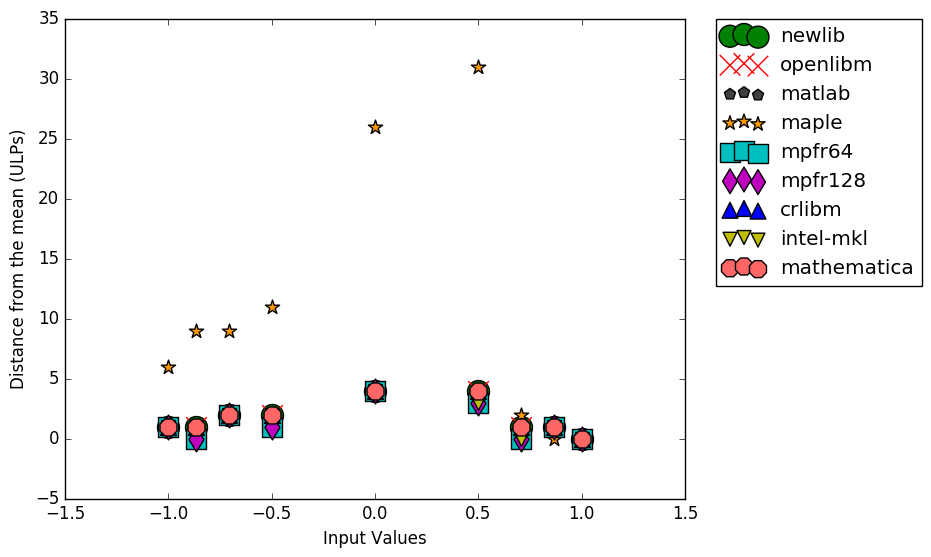 35
30
25
20
15
10
5
0
−5
Distance from the mean (ULPs)
−1.5 −1.0 −0.5 0.0 0.5 1.0 1.5
Input Values
newlib
openlibm
matlab
maple
mpfr64
mpfr128
crlibm
intel-mkl
mathematica